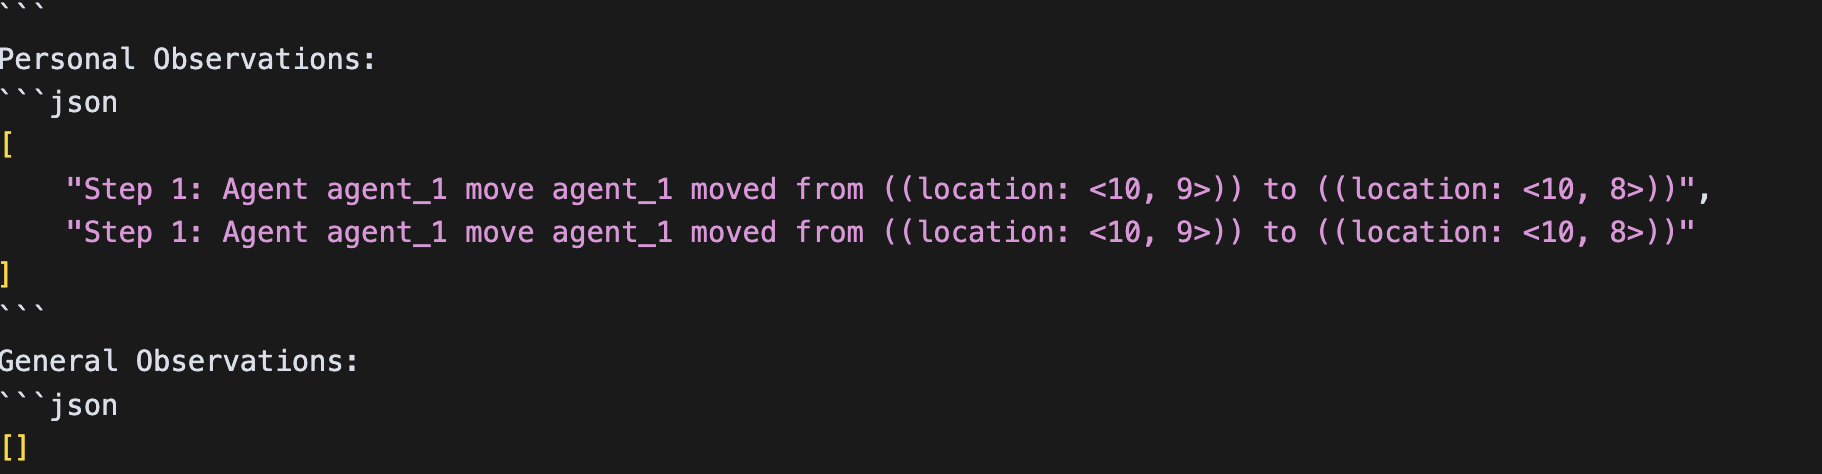 ```
Personal Observations:
```json
[
    "Step 1: Agent agent_1 move agent_1 moved from ((location: <10, 9>)) to ((location: <10, 8>))",
    "Step 1: Agent agent_1 move agent_1 moved from ((location: <10, 9>)) to ((location: <10, 8>))"
]
```
General Observations:
```json
[]